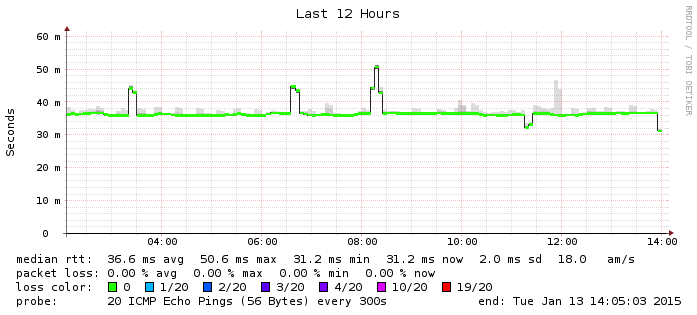 Last 12 Hours
RRDTOOL / TOBI OETIKER
Seconds
60 m
50 m
40 m
30 m
20 m
10 m
0
04:00 06:00 08:00 10:00 12:00 14:00
median rtt: 36.6 ms avg 50.6 ms max 31.2 ms min 31.2 ms now 2.0 ms sd 18.0 am/s
packet loss: 0.00 % avg 0.00 % max 0.00 % min 0.00 % now
loss color: 0 1/20 2/20 3/20 4/20 10/20 19/20
probe: 20 ICMP Echo Pings (56 Bytes) every 300s end: Tue Jan 13 14:05:03 2015